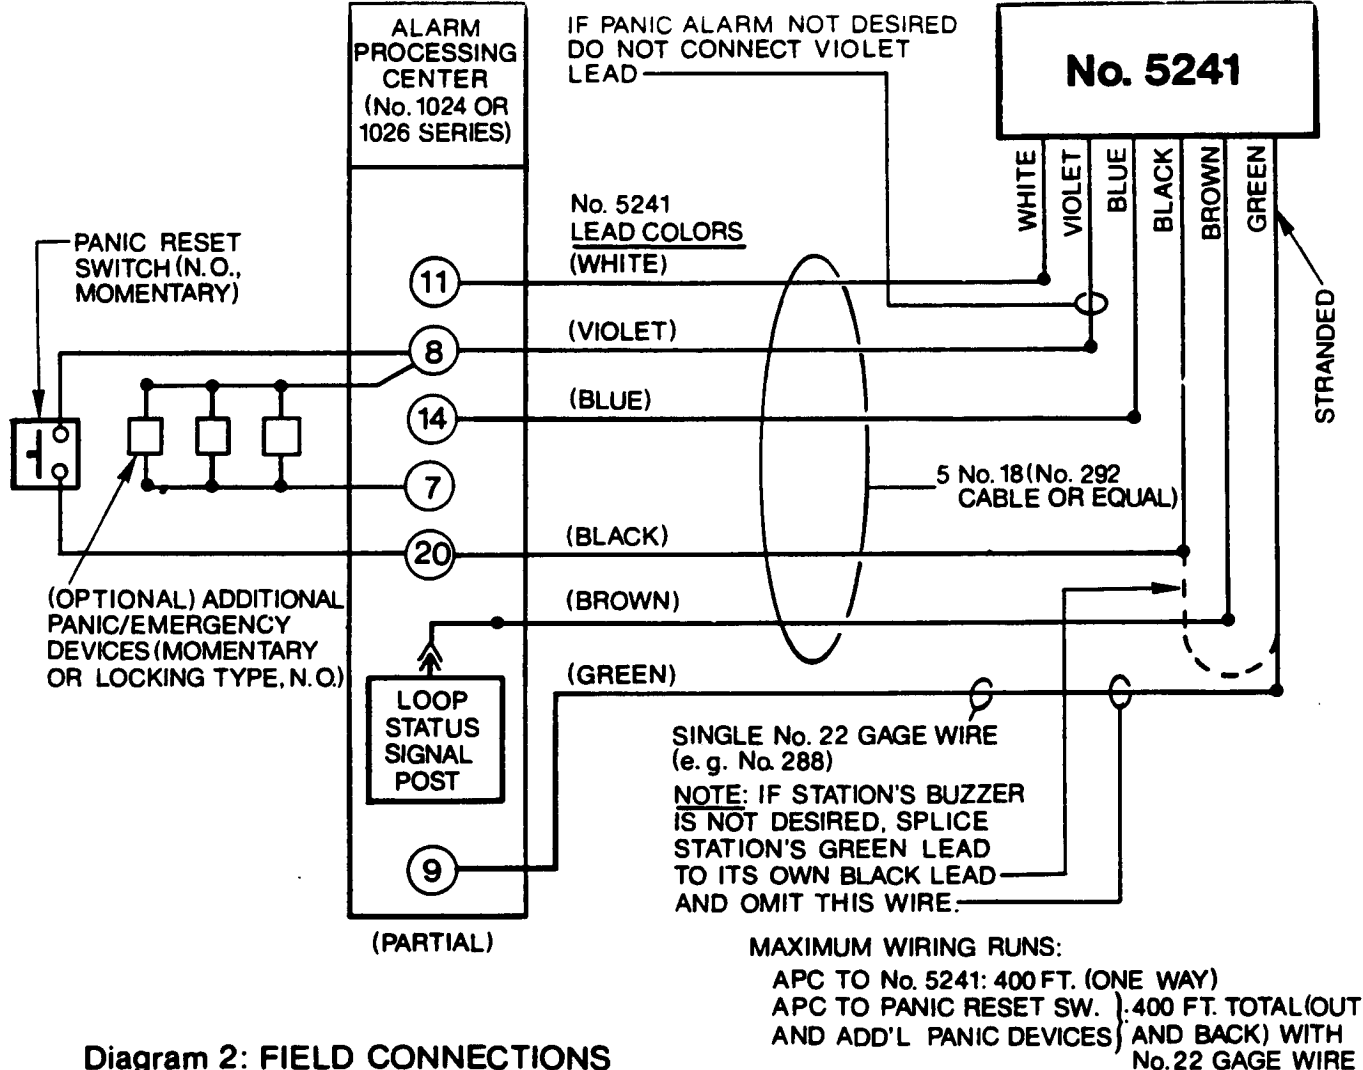 ALARM
PROCESSING
CENTER
(No. 1024 OR
1026 SERIES)
IF PANIC ALARM NOT DESIRED
DO NOT CONNECT VIOLET
LEAD
No. 5241
WHITE
VIOLET
BLUE
BLACK
BROWN
GREEN
STRANDED
No. 5241
LEAD COLORS
(WHITE)
(VIOLET)
(BLUE)
(BLACK)
(BROWN)
(GREEN)
PANIC RESET
SWITCH (N.O.,
MOMENTARY)
11
8
14
7
20
9
5 No. 18 (No. 292
CABLE OR EQUAL)
(OPTIONAL) ADDITIONAL
PANIC/EMERGENCY
DEVICES (MOMENTARY
OR LOCKING TYPE, N.O.)
LOOP
STATUS
SIGNAL
POST
(PARTIAL)
SINGLE No. 22 GAGE WIRE
(e.g. No. 288)
NOTE: IF STATION'S BUZZER
IS NOT DESIRED, SPLICE
STATION'S GREEN LEAD
TO ITS OWN BLACK LEAD
AND OMIT THIS WIRE.
MAXIMUM WIRING RUNS:
APC TO No. 5241: 400 FT. (ONE WAY)
APC TO PANIC RESET SW.
AND ADD'L PANIC DEVICES
: 400 FT. TOTAL (OUT
AND BACK) WITH
No. 22 GAGE WIRE
Diagram 2: FIELD CONNECTIONS